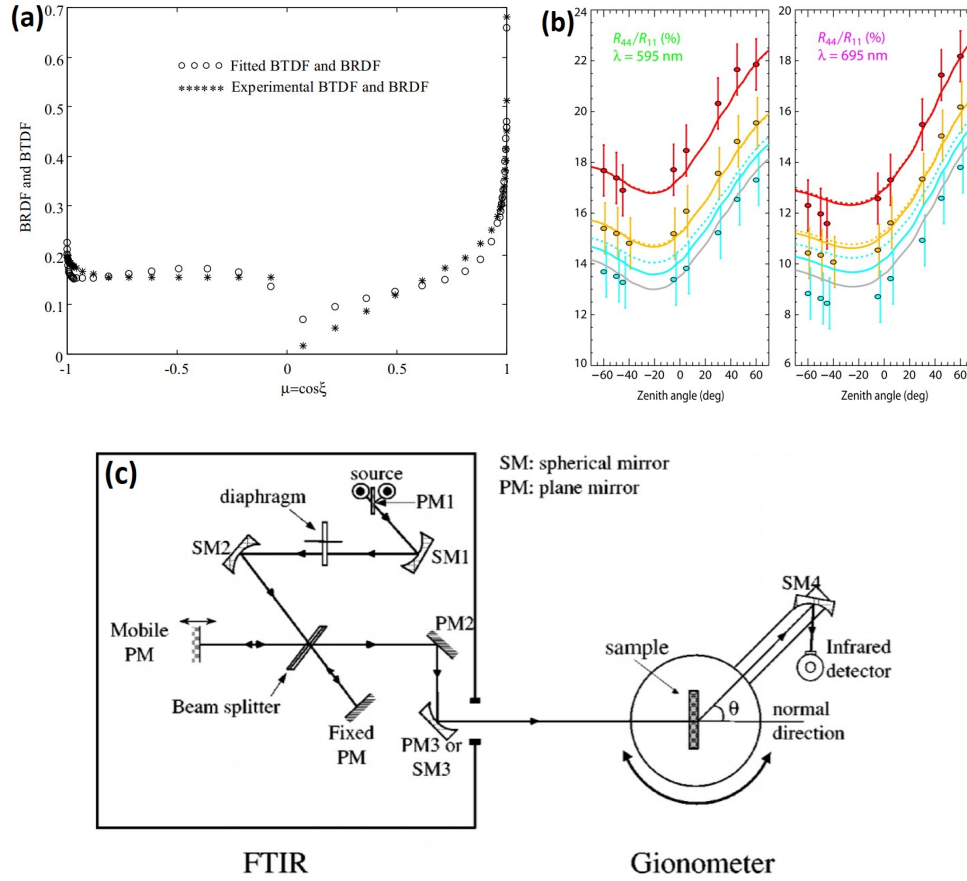 (a)
0.7
0.6
0.5
0.4
0.3
0.2
0.1
0
BRDF and BTDF
Fitted BTDF and BRDF
Experimental BTDF and BRDF
-1
-0.5
0
0.5
1
μ=cosξ
(b)
24
22
20
18
16
14
12
10
R44/R11 (%)
λ = 595 nm
−60
−40
−20
0
20
40
60
Zenith angle (deg)
20
18
16
14
12
10
8
6
R44/R11 (%)
λ = 695 nm
−60
−40
−20
0
20
40
60
Zenith angle (deg)
(c)
SM: spherical mirror
PM: plane mirror
source
PM1
diaphragm
SM2
SM1
Mobile
PM
PM2
Beam splitter
Fixed
PM
PM3 or
SM3
SM4
sample
Infrared
detector
θ
normal
direction
FTIR
Gionometer